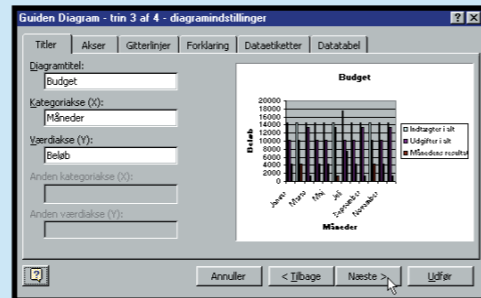 Guiden Diagram - trin 3 af 4 - diagramindstillinger
Titler Akser Gitterlinjer Forklaring Dataetiketter Datatabel
Diagramtitel:
Budget
Kategoriakse (X):
Måneder
Værdiakse (Y):
Beløb
Anden kategoriakse (X):
Anden værdiakse (Y):
Budget
Beløb
20000
18000
16000
14000
12000
10000
8000
6000
4000
2000
0
Januar
Marts
Maj
Juli
September
November
Måneder
Indtægter i alt
Udgifter i alt
Månedens resultat
Annuller < Tilbage Næste > Udfør